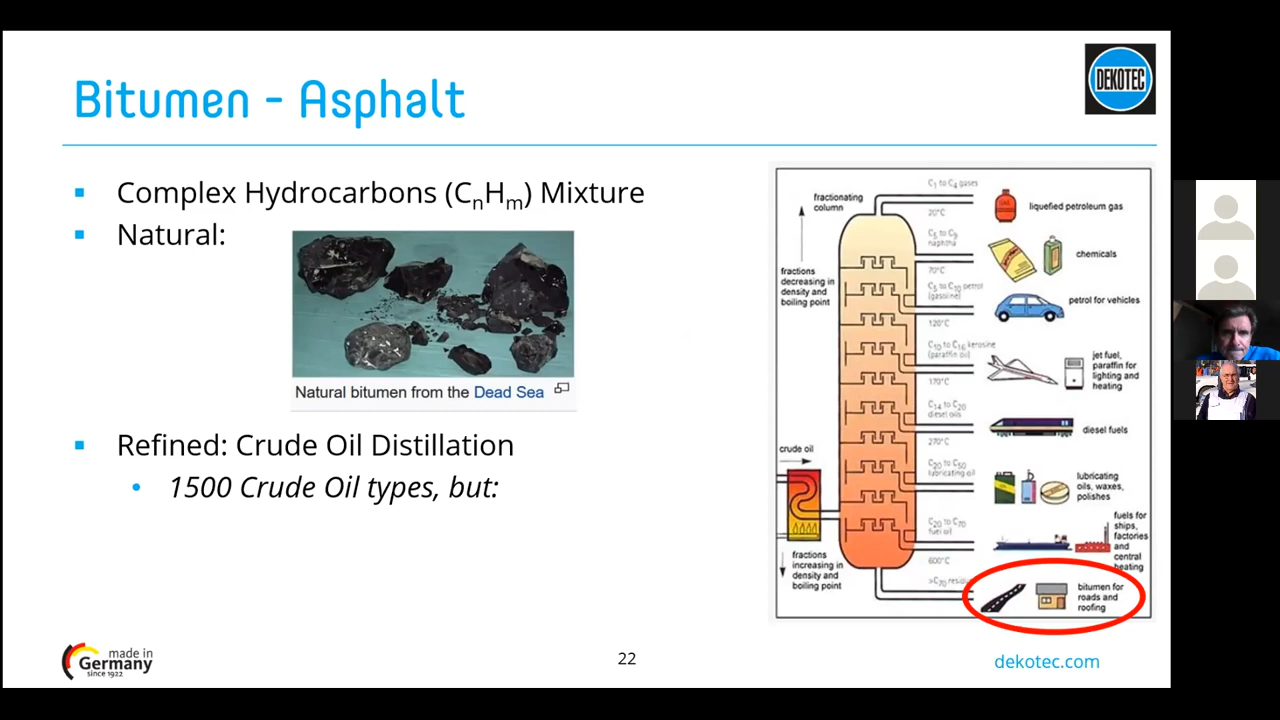 Bitumen - Asphalt
DEKOTEC
Complex Hydrocarbons (CnHm) Mixture
Natural:
Natural bitumen from the Dead Sea
Refined: Crude Oil Distillation
1500 Crude Oil types, but:
fractionating
column
fractions
decreasing in
density and
boiling point
crude oil
fractions
increasing in
density and
boiling point
C1 to C4 gases
20°C
liquefied petroleum gas
C5 to C9
naphtha
70°C
chemicals
C5 to C10 petrol
(gasoline)
120°C
petrol for vehicles
C10 to C16 kerosine
(paraffin oil)
170°C
jet fuel,
paraffin for
lighting and
heating
C14 to C20
diesel oils
270°C
diesel fuels
C20 to C50
lubricating oil
lubricating
oils, waxes,
polishes
C20 to C70
fuel oil
600°C
fuels for
ships,
factories
and
central
heating
>C70
bitumen for
roads and
roofing
made in
Germany
since 1922
22
dekotec.com